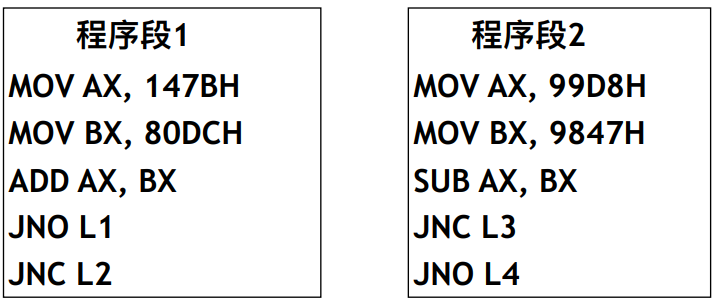 程序段1
MOV AX, 147BH
MOV BX, 80DCH
ADD AX, BX
JNO L1
JNC L2
程序段2
MOV AX, 99D8H
MOV BX, 9847H
SUB AX, BX
JNC L3
JNO L4